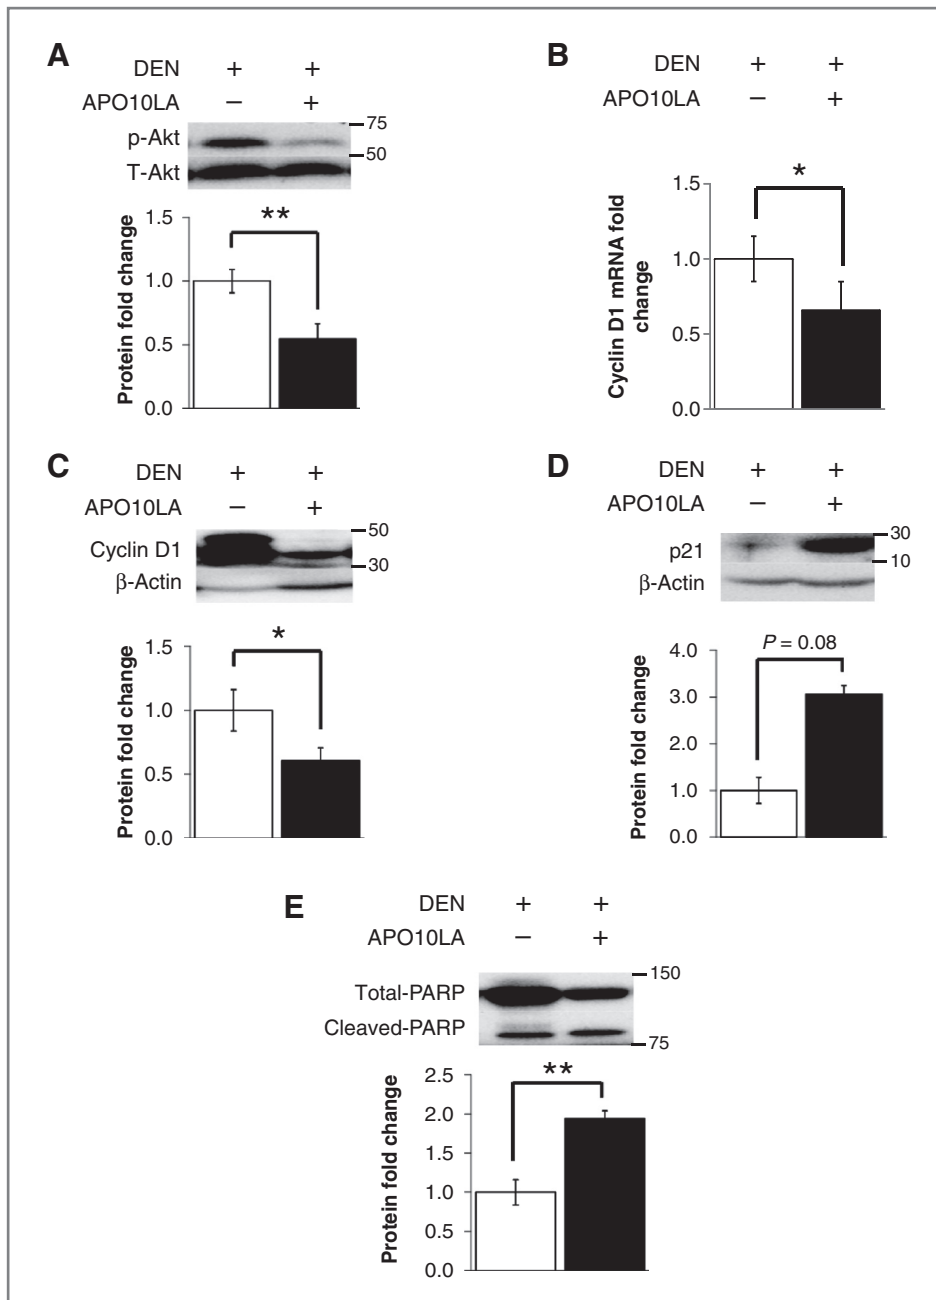 A
DEN + +
APO10LA − +
p-Akt
T-Akt
75
50
**
Protein fold change
1.5
1.0
0.5
0.0
B
DEN + +
APO10LA − +
*
Cyclin D1 mRNA fold
change
1.5
1.0
0.5
0.0
C
DEN + +
APO10LA − +
Cyclin D1
β-Actin
50
30
*
Protein fold change
1.5
1.0
0.5
0.0
D
DEN + +
APO10LA − +
p21
β-Actin
30
10
P = 0.08
Protein fold change
4.0
3.0
2.0
1.0
0.0
E
DEN + +
APO10LA − +
Total-PARP
Cleaved-PARP
150
75
**
Protein fold change
2.5
2.0
1.5
1.0
0.5
0.0